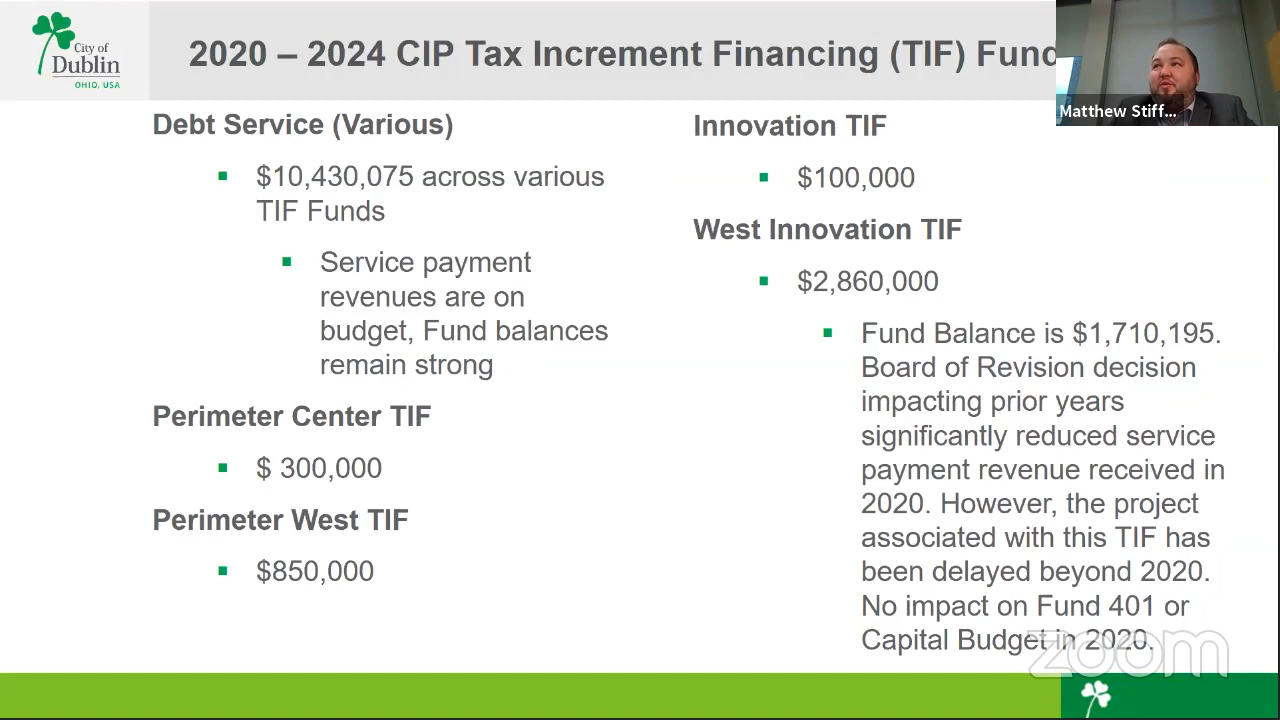 City of
Dublin
OHIO, USA
2020 – 2024 CIP Tax Increment Financing (TIF) Fund
Matthew Stiff...
Debt Service (Various)
$10,430,075 across various
TIF Funds
Service payment
revenues are on
budget, Fund balances
remain strong
Perimeter Center TIF
$ 300,000
Perimeter West TIF
$850,000
Innovation TIF
$100,000
West Innovation TIF
$2,860,000
Fund Balance is $1,710,195.
Board of Revision decision
impacting prior years
significantly reduced service
payment revenue received in
2020. However, the project
associated with this TIF has
been delayed beyond 2020.
No impact on Fund 401 or
Capital Budget in 2020.
zoom